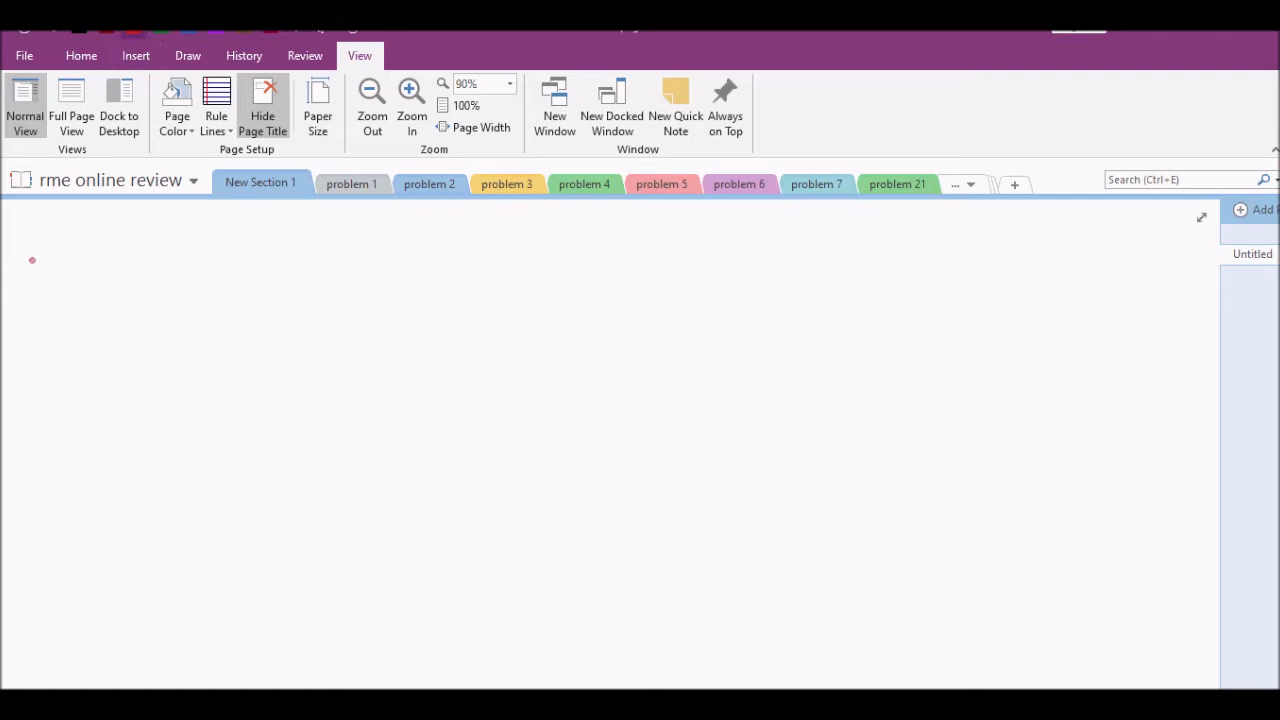 File Home Insert Draw History Review View
Normal View Full Page View Dock to Desktop
Views
Page Color Rule Lines Hide Page Title Paper Size
Page Setup
Zoom Out Zoom In 90% 100% Page Width
Zoom
New Window New Docked Window New Quick Note Always on Top
Window
rme online review New Section 1 problem 1 problem 2 problem 3 problem 4 problem 5 problem 6 problem 7 problem 21 ... Search (Ctrl+E)
Add
Untitled